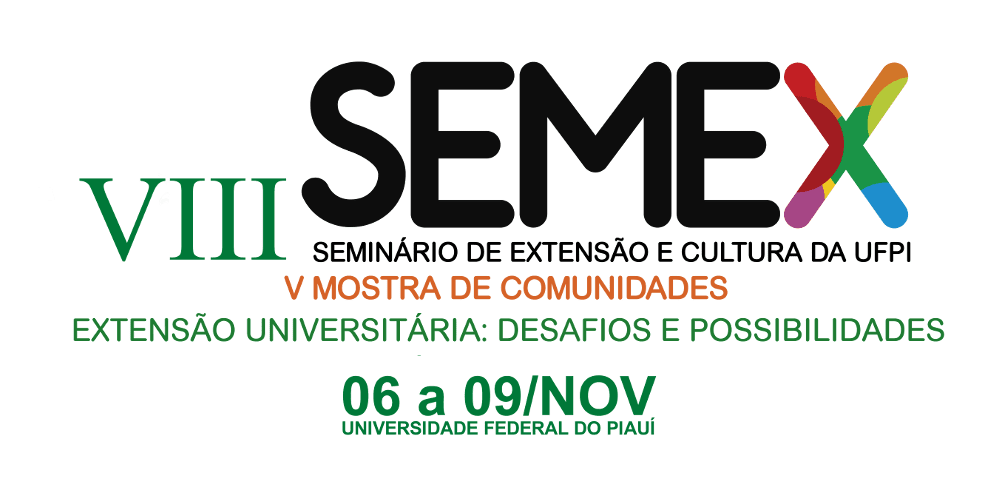 VIII SEMEX
SEMINÁRIO DE EXTENSÃO E CULTURA DA UFPI
V MOSTRA DE COMUNIDADES
EXTENSÃO UNIVERSITÁRIA: DESAFIOS E POSSIBILIDADES
06 a 09/NOV
UNIVERSIDADE FEDERAL DO PIAUÍ